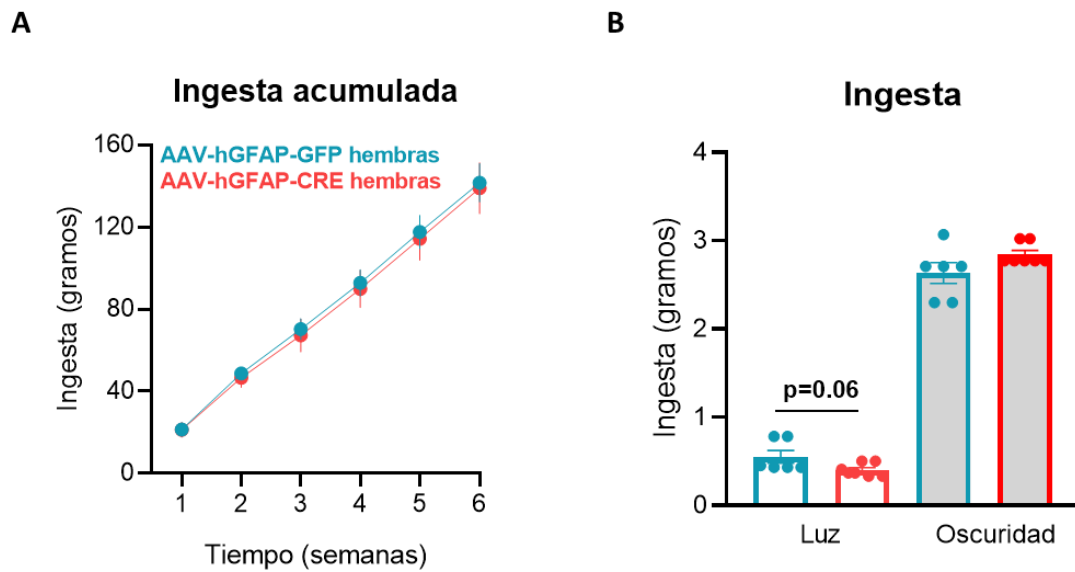 A
Ingesta acumulada
AAV-hGFAP-GFP hembras
AAV-hGFAP-CRE hembras
Ingesta (gramos)
160
120
80
40
0
1 2 3 4 5 6
Tiempo (semanas)
B
Ingesta
Ingesta (gramos)
4
3
2
1
0
p=0.06
Luz Oscuridad